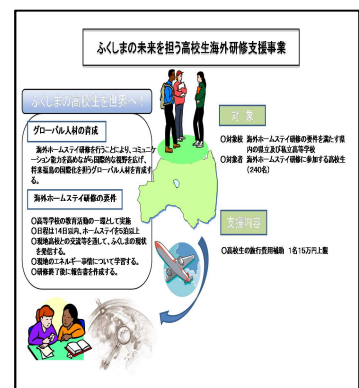 ふくしまの未来を担う高校生海外研修支援事業
ふくしまの高校生を世界へ!
グローバル人材の育成
海外ホームステイ研修を行うことにより、コミュニ
ケーション能力を高めながら国際的な視野を広げ、
将来福島の国際化を担うグローバル人材を育成す
る。
海外ホームステイ研修の要件
○高等学校の教育活動の一環として実施
○日程は14日以内、ホームステイを5泊以上
○現地高校との交流等を通して、ふくしまの現状
を発信する。
○現地のエネルギー事情について学習する。
○研修終了後に報告書を作成する。
対 象
○対象校 海外ホームステイ研修の要件を満たす県
内の県立及び私立高等学校
○対象者 海外ホームステイ研修に参加する高校生
(240名)
支援内容
○高校生の旅行費用補助 1名15万円上限